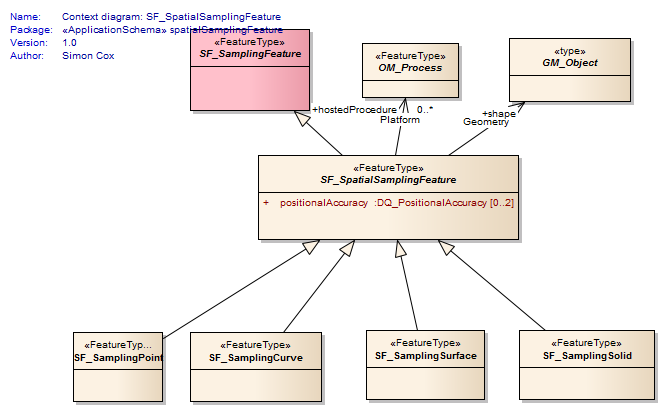 Name: Context diagram: SF_SpatialSamplingFeature
Package: «ApplicationSchema» spatialSamplingFeature
Version: 1.0
Author: Simon Cox
«FeatureType»
SF_SamplingFeature
«FeatureType»
OM_Process
«type»
GM_Object
+hostedProcedure 0..*
Platform
+shape
Geometry
«FeatureType»
SF_SpatialSamplingFeature
+ positionalAccuracy :DQ_PositionalAccuracy [0..2]
«FeatureTyp...
SF_SamplingPoint
«FeatureType»
SF_SamplingCurve
«FeatureType»
SF_SamplingSurface
«FeatureType»
SF_SamplingSolid